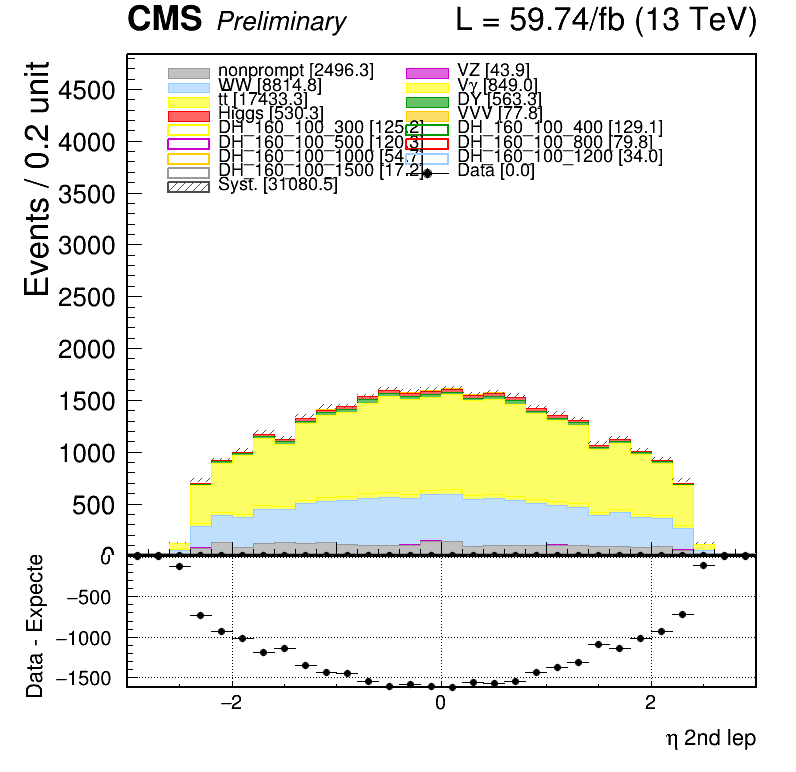 CMS Preliminary L = 59.74/fb (13 TeV)
Events / 0.2 unit
4500
4000
3500
3000
2500
2000
1500
1000
500
0
nonprompt [2496.3] VZ [43.9]
WW [8814.8] Vγ [849.0]
tt [17433.3] DY [563.3]
Higgs [530.3] VVV [77.8]
DH_160_100_300 [125.2] DH_160_100_400 [129.1]
DH_160_100_500 [120.3] DH_160_100_800 [79.8]
DH_160_100_1000 [54.7] DH_160_100_1200 [34.0]
DH_160_100_1500 [17.2] Data [0.0]
Syst. [31080.5]
Data - Expecte
0
−500
−1000
−1500
−2 0 2
η 2nd lep